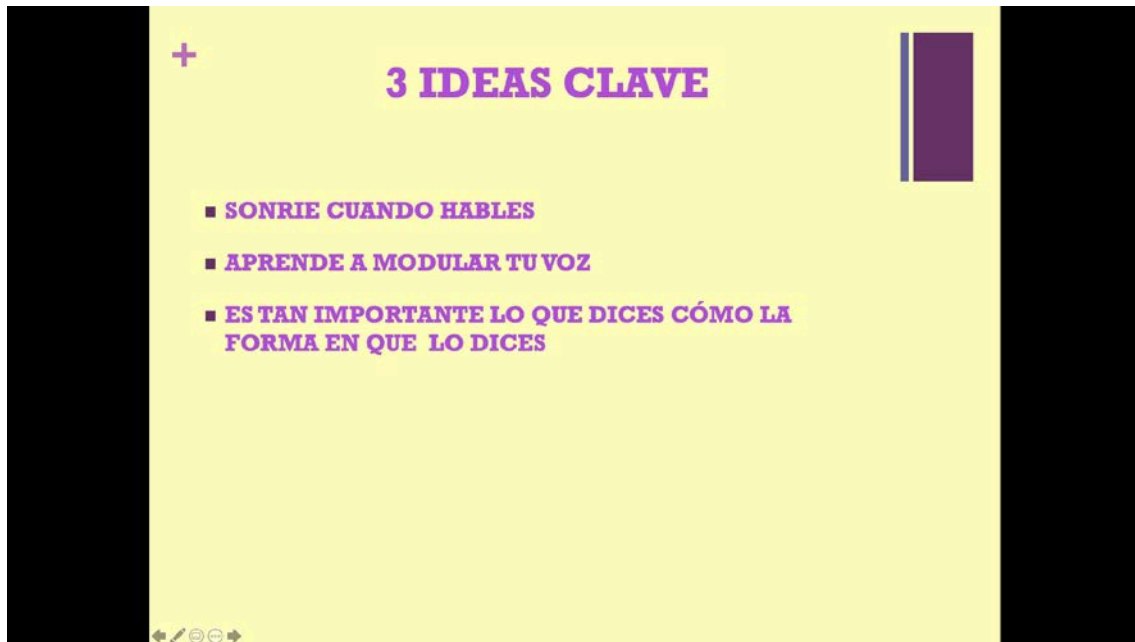 3 IDEAS CLAVE
SONRIE CUANDO HABLES
APRENDE A MODULAR TU VOZ
ES TAN IMPORTANTE LO QUE DICES CÓMO LA
FORMA EN QUE LO DICES